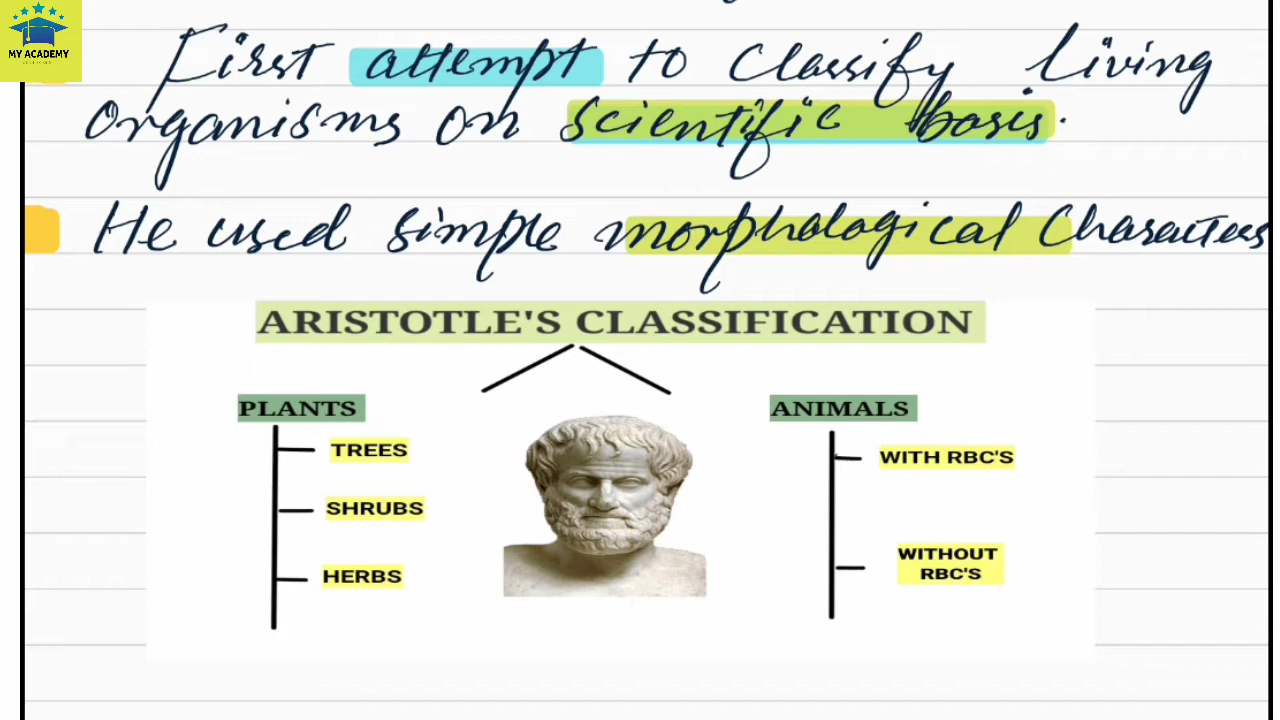 MY ACADEMY
First attempt to classify living
organisms on scientific basis.
He used simple morphological Characters
ARISTOTLE'S CLASSIFICATION
PLANTS
ANIMALS
TREES
WITH RBC'S
SHRUBS
WITHOUT
RBC'S
HERBS